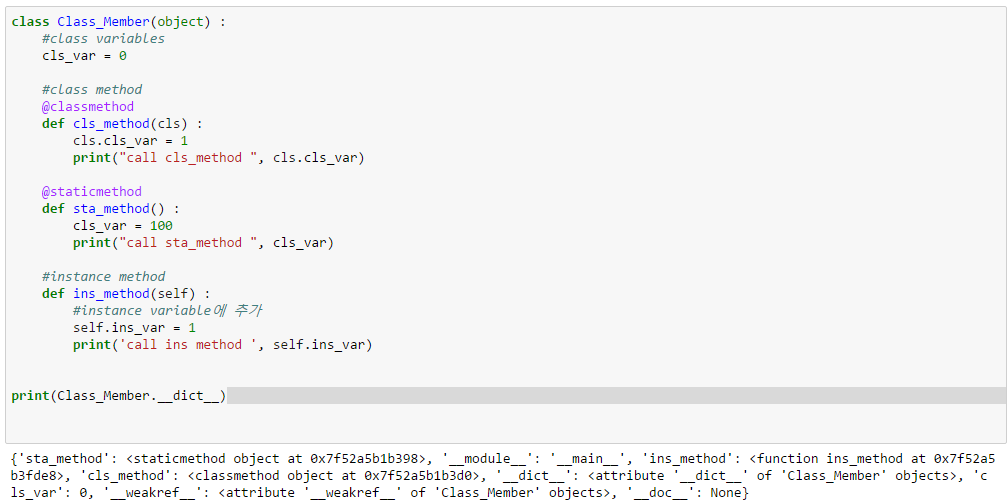 class Class_Member(object) :
    #class variables
    cls_var = 0

    #class method
    @classmethod
    def cls_method(cls) :
        cls.cls_var = 1
        print("call cls_method ", cls.cls_var)

    @staticmethod
    def sta_method() :
        cls_var = 100
        print("call sta_method ", cls_var)

    #instance method
    def ins_method(self) :
        #instance variable에 추가
        self.ins_var = 1
        print('call ins method ', self.ins_var)


print(Class_Member.__dict__)

{'sta_method': <staticmethod object at 0x7f52a5b1b398>, '__module__': '__main__', 'ins_method': <function ins_method at 0x7f52a5
b3fde8>, 'cls_method': <classmethod object at 0x7f52a5b1b3d0>, '__dict__': <attribute '__dict__' of 'Class_Member' objects>, 'c
ls_var': 0, '__weakref__': <attribute '__weakref__' of 'Class_Member' objects>, '__doc__': None}